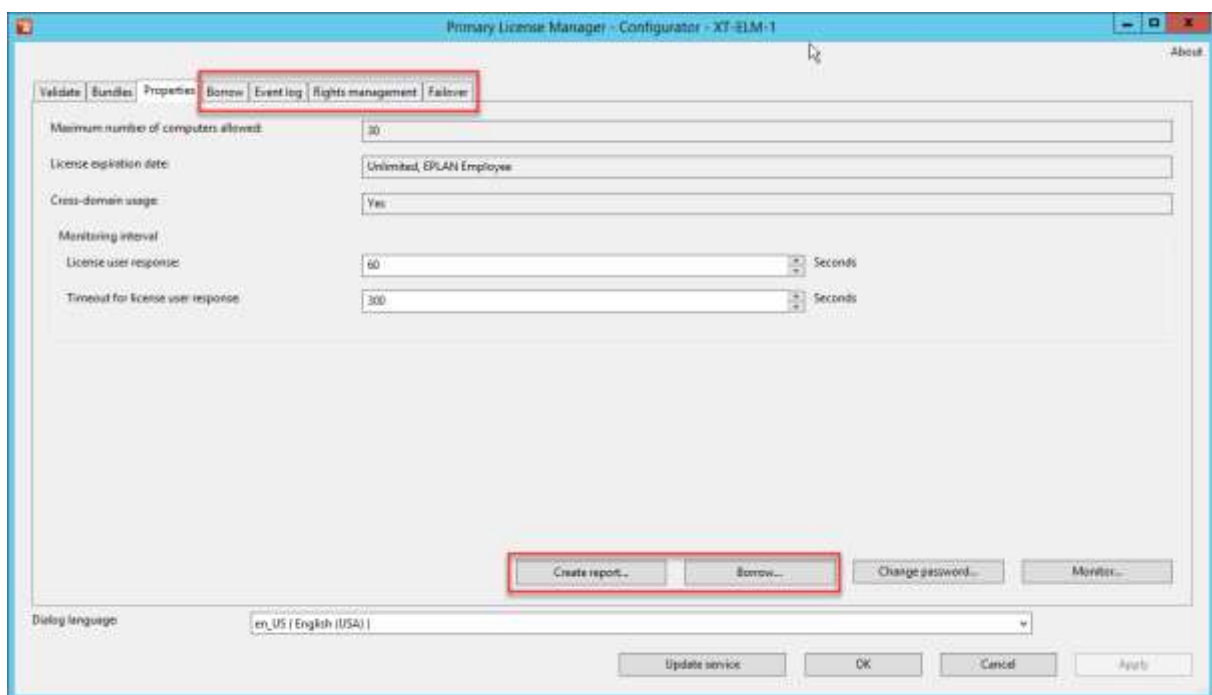 Primary License Manager - Configurator - XT-ELM-1
About
Validate Bundles Properties Borrow Event log Rights management Failover
Maximum number of computers allowed: 30
License expiration date: Unlimited, EPLAN Employee
Cross-domain usage: Yes
Monitoring interval
License user response: 60 Seconds
Timeout for license user response: 300 Seconds
Create report... Borrow... Change password... Monitor...
Dialog language: en_US ( English (USA) )
Update service OK Cancel Apply